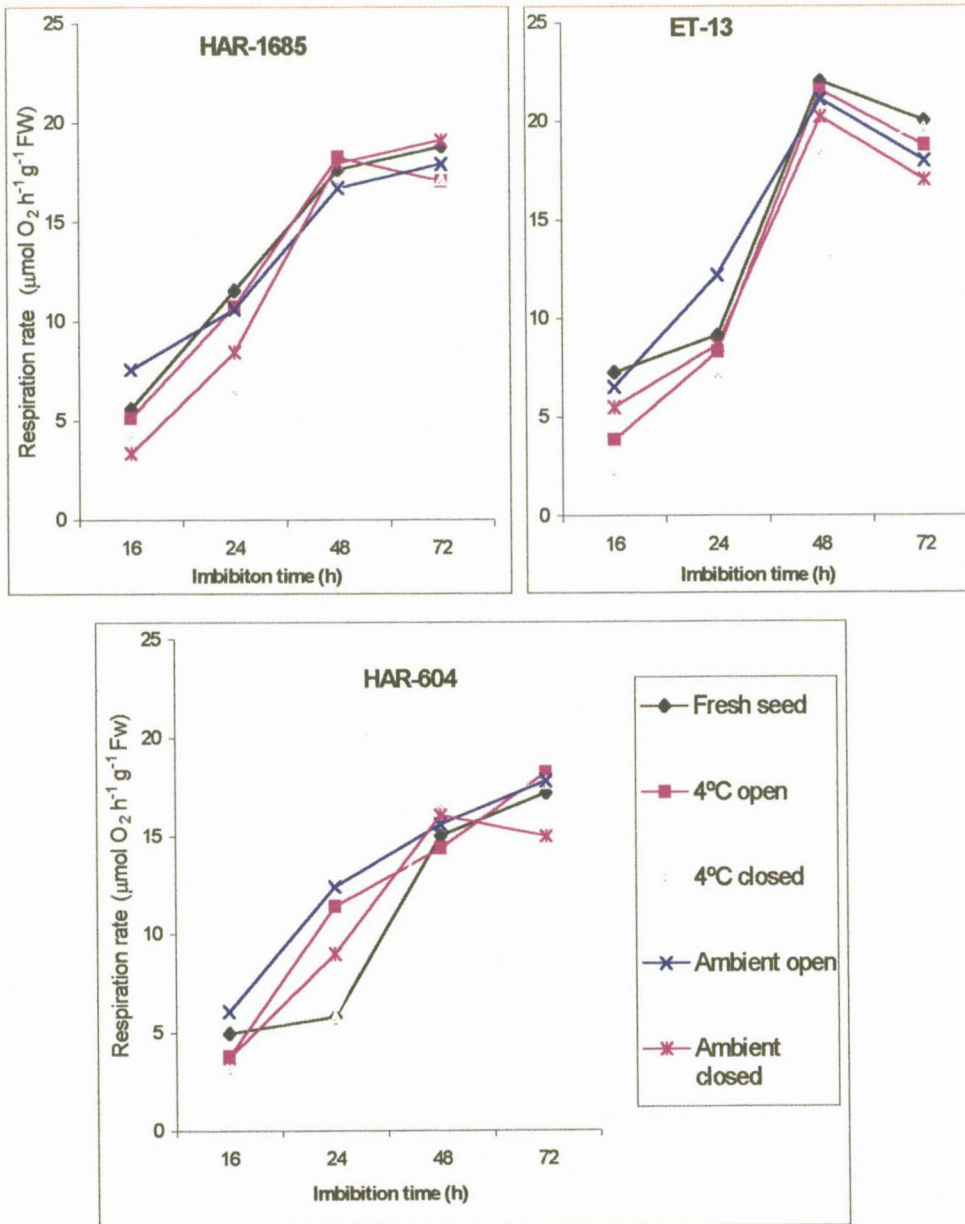 HAR-1685
Respiration rate (µmol O₂ h⁻¹ g⁻¹ FW)
25
20
15
10
5
0
16 24 48 72
Imbibiton time (h)
ET-13
25
20
15
10
5
0
16 24 48 72
Imbibition time (h)
HAR-604
Respiration rate (µmol O₂ h⁻¹ g⁻¹ Fw)
25
20
15
10
5
0
16 24 48 72
Imbibition time (h)
Fresh seed
4ºC open
4ºC closed
Ambient open
Ambient
closed